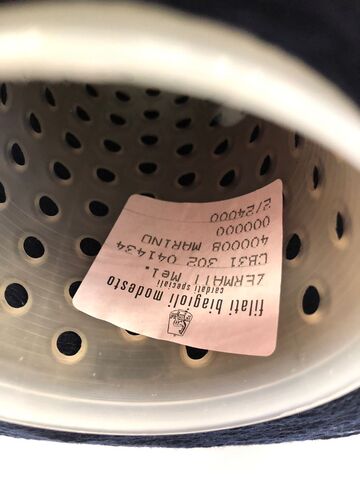 filati biagioli modesto
cardati speciali
ZERMATT Mel.
CB31 302 041434
400008 MARINO
000000
2/24000